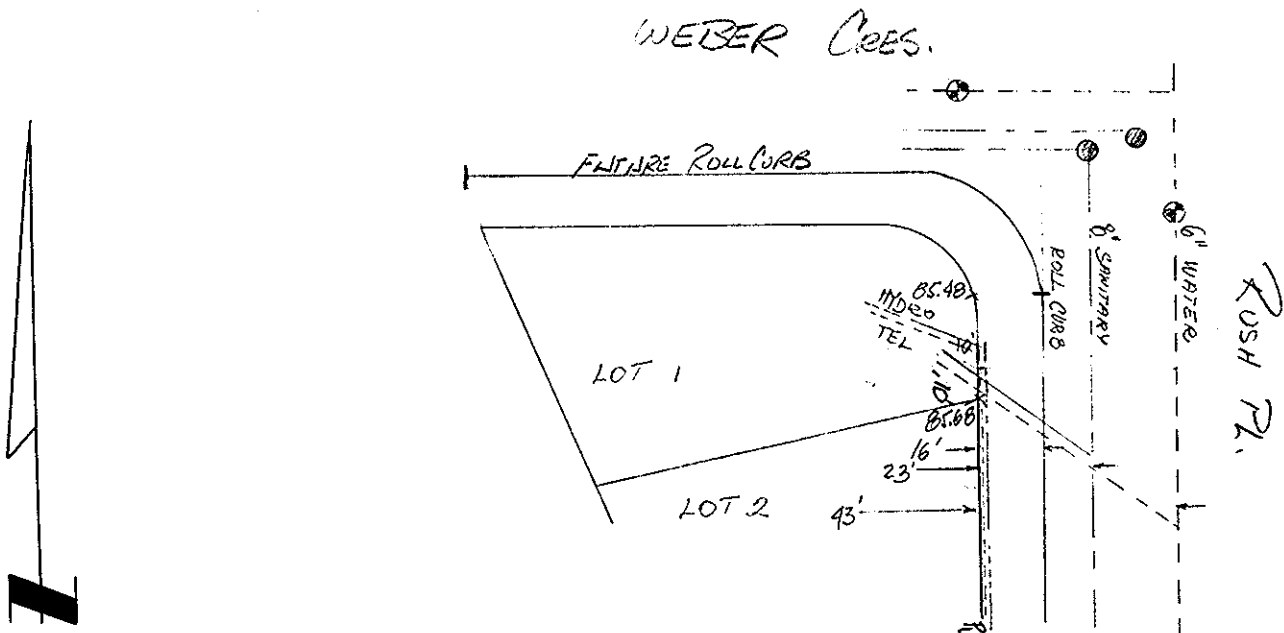 WEBER CRES.
FUTURE ROLL CURB
6" WATER
8" SANITARY
ROLL CURB
RUSH PL.
85.48
HYDRO
TEL
LOT 1
10'
85.68
16'
23'
LOT 2
43'